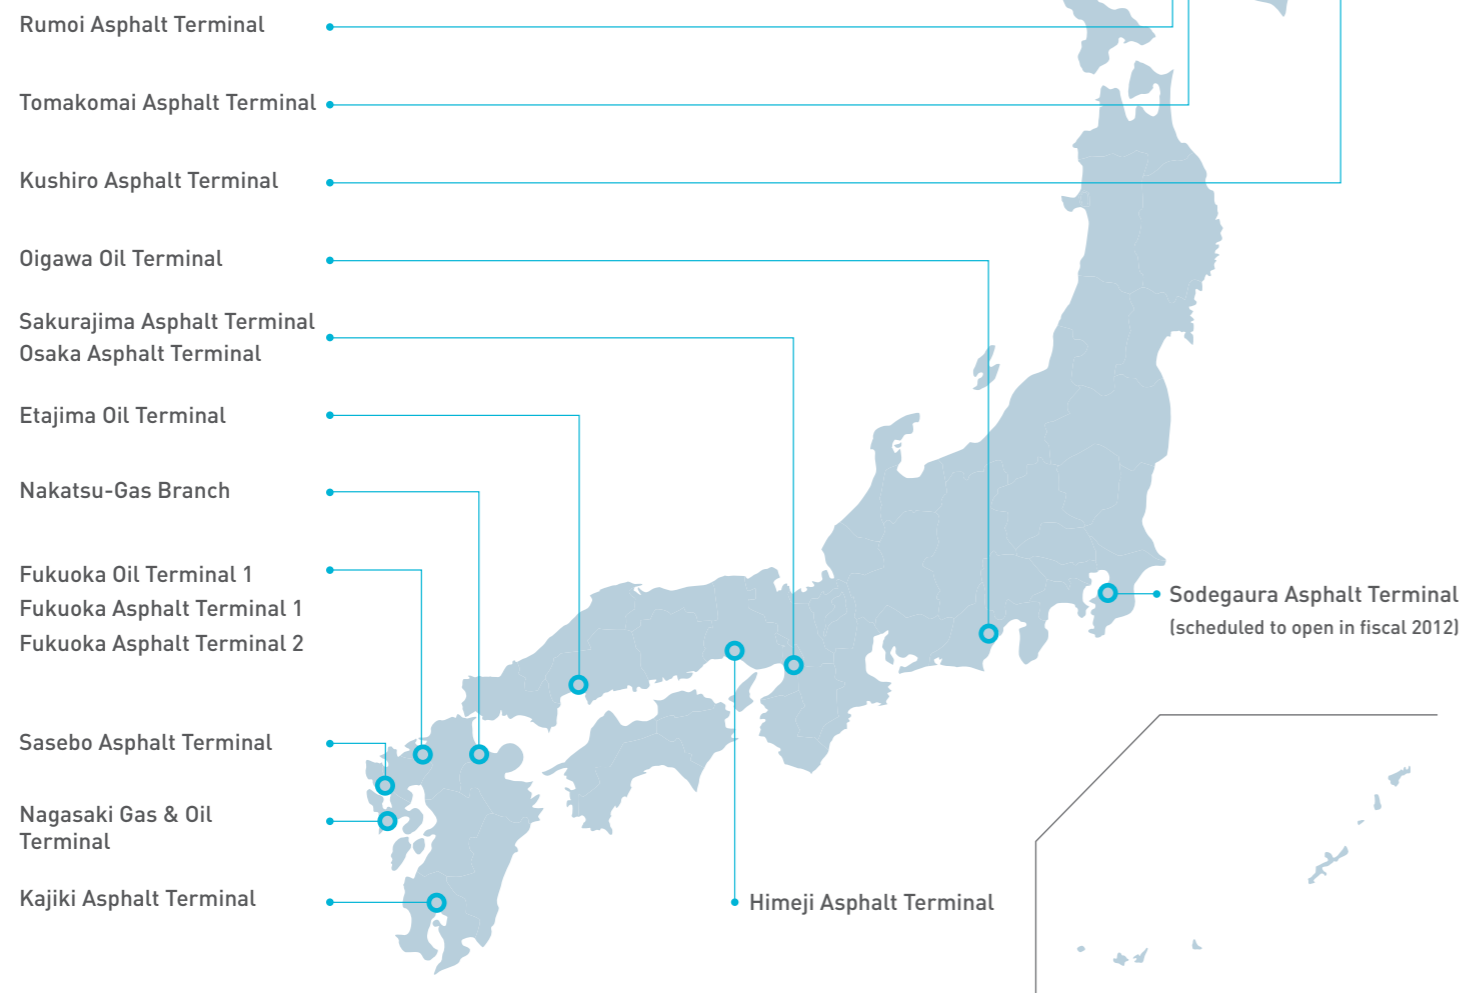 Rumoi Asphalt Terminal
Tomakomai Asphalt Terminal
Kushiro Asphalt Terminal
Oigawa Oil Terminal
Sakurajima Asphalt Terminal
Osaka Asphalt Terminal
Etajima Oil Terminal
Nakatsu-Gas Branch
Fukuoka Oil Terminal 1
Fukuoka Asphalt Terminal 1
Fukuoka Asphalt Terminal 2
Sasebo Asphalt Terminal
Nagasaki Gas & Oil
Terminal
Kajiki Asphalt Terminal
Himeji Asphalt Terminal
Sodegaura Asphalt Terminal
(scheduled to open in fiscal 2012)